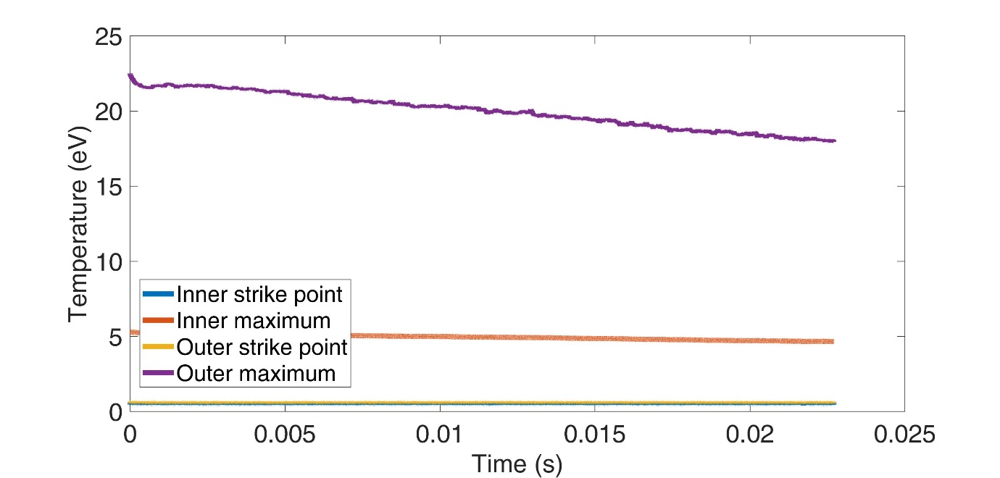 25
20
15
10
5
0
Temperature (eV)
Inner strike point
Inner maximum
Outer strike point
Outer maximum
0 0.005 0.01 0.015 0.02 0.025
Time (s)